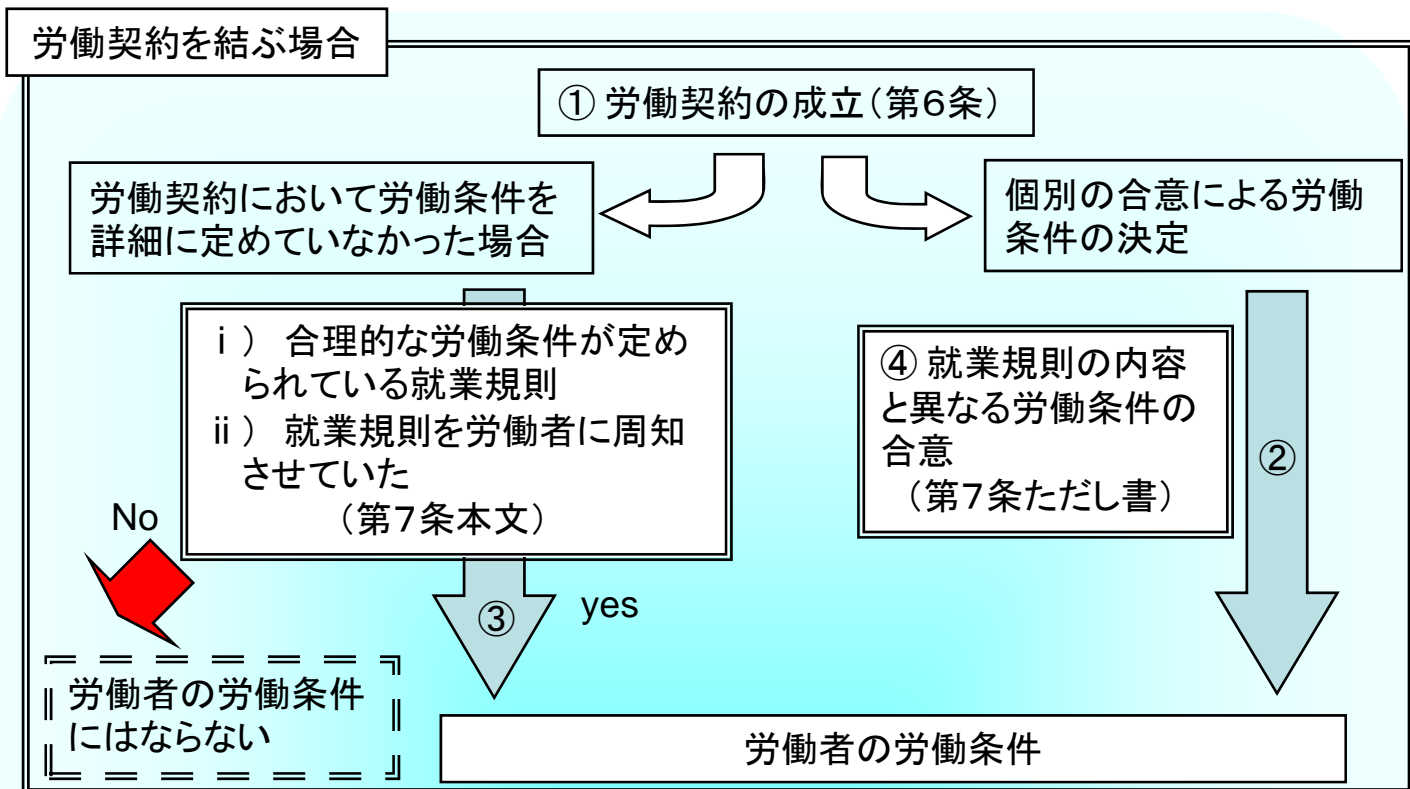 労働契約を結ぶ場合
① 労働契約の成立(第6条)
労働契約において労働条件を
詳細に定めていなかった場合
個別の合意による労働
条件の決定
ⅰ) 合理的な労働条件が定め
られている就業規則
ⅱ) 就業規則を労働者に周知
させていた
(第7条本文)
④ 就業規則の内容
と異なる労働条件の
合意
(第7条ただし書)
②
No
③
yes
労働者の労働条件
にはならない
労働者の労働条件